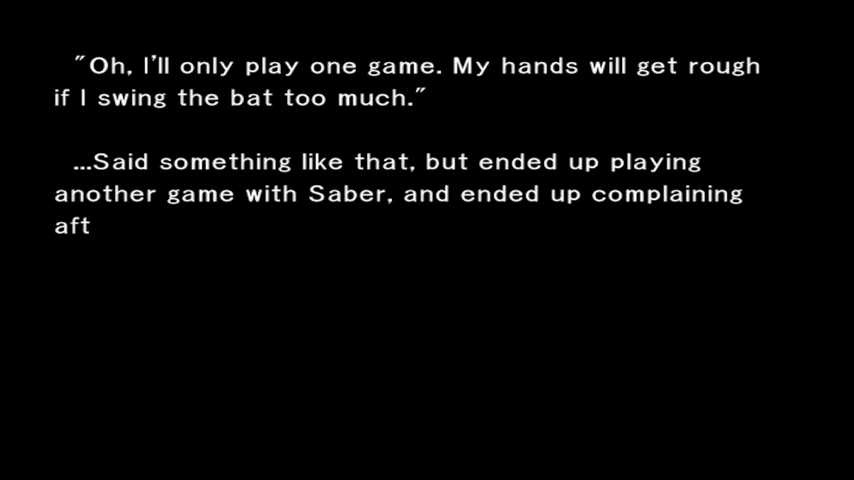 "Oh, I'll only play one game. My hands will get rough
if I swing the bat too much."
...Said something like that, but ended up playing
another game with Saber, and ended up complaining
aft